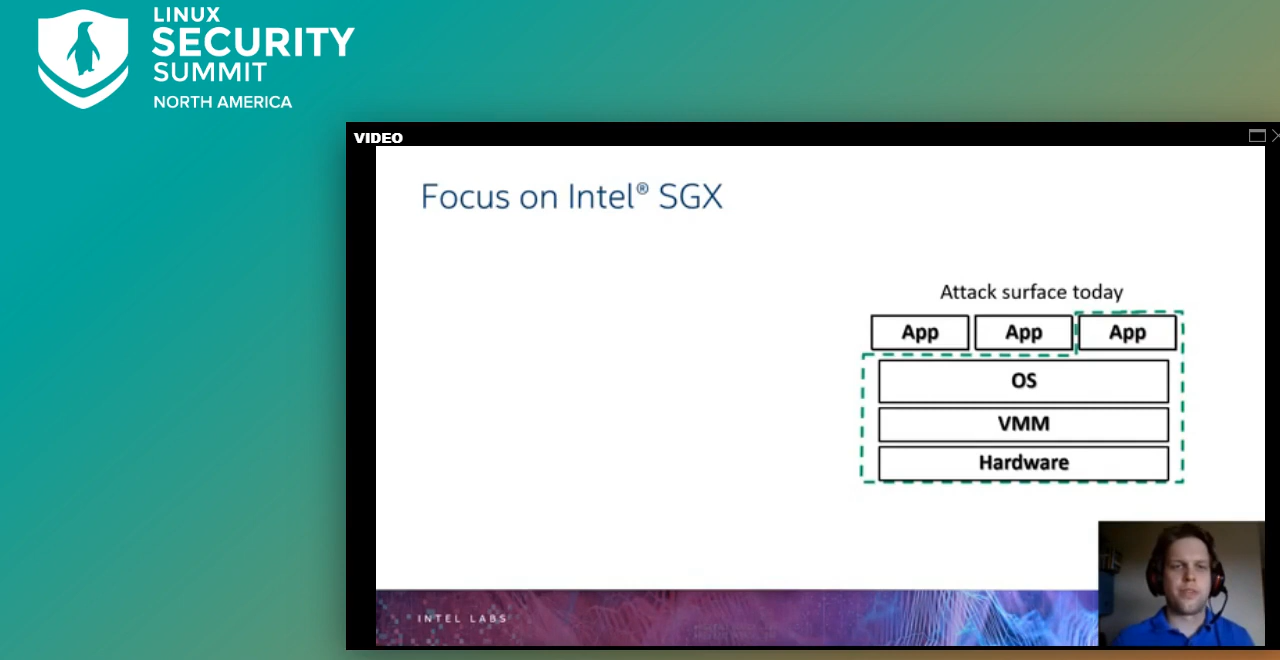 LINUX
SECURITY
SUMMIT
NORTH AMERICA
VIDEO
Focus on Intel® SGX
Attack surface today
App App App
OS
VMM
Hardware
INTEL LABS